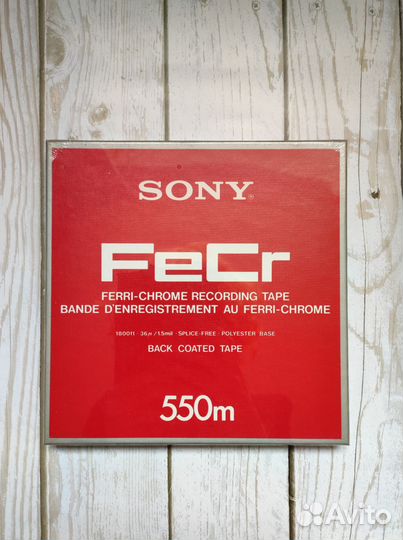 SONY®
FeCr
FERRI-CHROME RECORDING TAPE
BANDE D'ENREGISTREMENT AU FERRI-CHROME
1800ft · 36μ/1.5mil · SPLICE-FREE · POLYESTER BASE
BACK COATED TAPE
550m
Avito